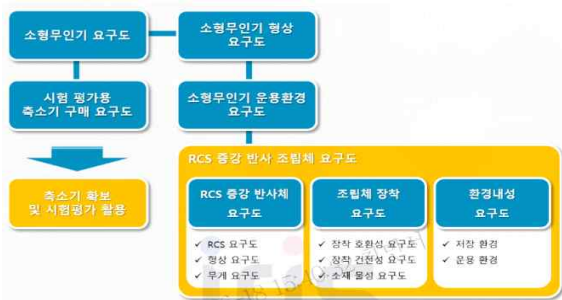 소형무인기 요구도
소형무인기 형상
요구도
시험 평가용
축소기 구매 요구도
소형무인기 운용환경
요구도
축소기 확보
및 시험평가 활용
RCS 증강 반사 조립체 요구도
RCS 증강 반사체
요구도
✓ RCS 요구도
✓ 형상 요구도
✓ 무게 요구도
조립체 장착
요구도
✓ 장착 호환성 요구도
✓ 장착 건전성 요구도
✓ 소재 물성 요구도
환경내성
요구도
✓ 저장 환경
✓ 운용 환경